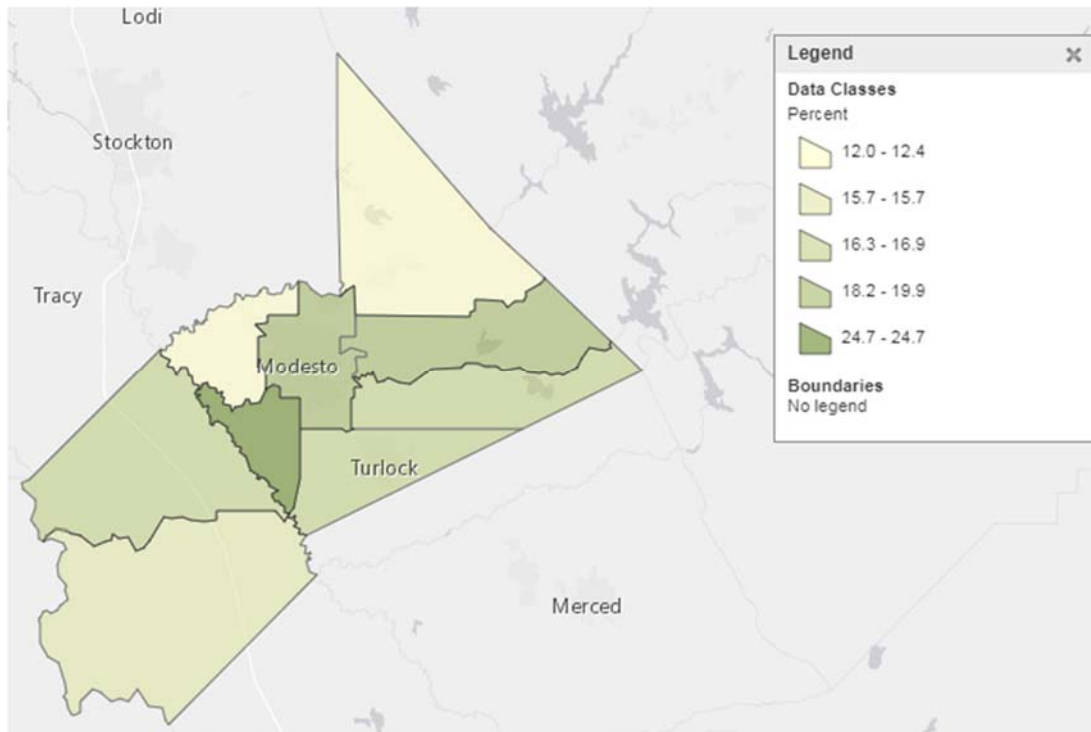 Lodi
Stockton
Tracy
Modesto
Turlock
Merced
Legend
Data Classes
Percent
12.0 - 12.4
15.7 - 15.7
16.3 - 16.9
18.2 - 19.9
24.7 - 24.7
Boundaries
No legend